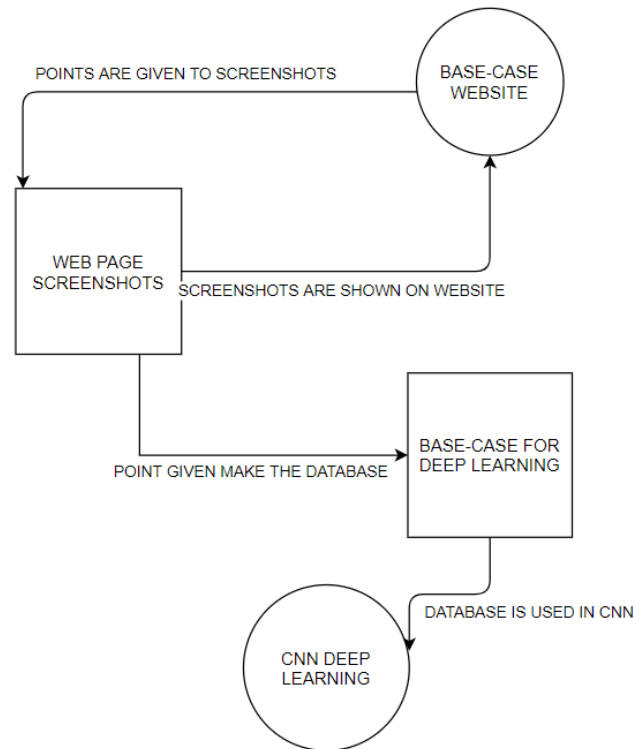 POINTS ARE GIVEN TO SCREENSHOTS
BASE-CASE
WEBSITE
WEB PAGE
SCREENSHOTS
SCREENSHOTS ARE SHOWN ON WEBSITE
BASE-CASE FOR
DEEP LEARNING
POINT GIVEN MAKE THE DATABASE
DATABASE IS USED IN CNN
CNN DEEP
LEARNING